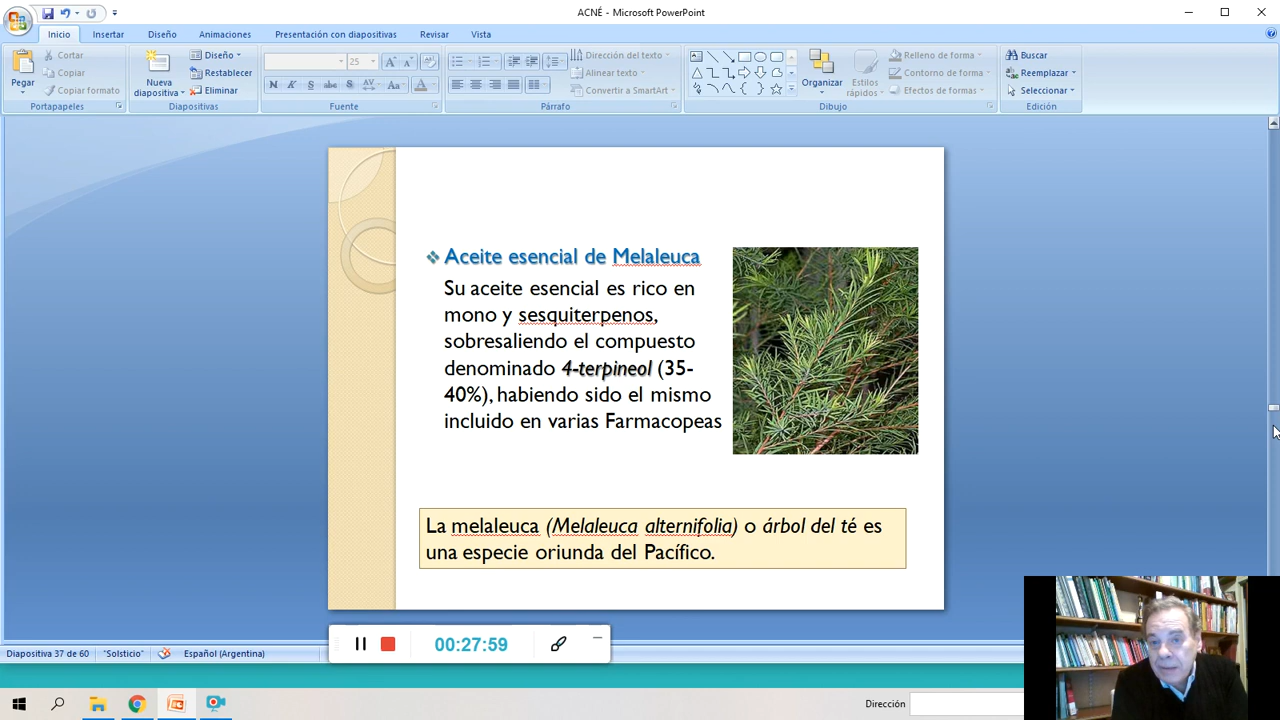 ACNÉ - Microsoft PowerPoint
Inicio Insertar Diseño Animaciones Presentación con diapositivas Revisar Vista
Pegar
Cortar
Copiar
Copiar formato
Portapapeles
Nueva diapositiva
Diseño
Restablecer
Eliminar
Diapositivas
25
N K S abc AV Aa A
Fuente
Dirección del texto
Alinear texto
Convertir a SmartArt
Párrafo
Organizar
Estilos rápidos
Relleno de forma
Contorno de forma
Efectos de formas
Dibujo
Buscar
Reemplazar
Seleccionar
Edición
Aceite esencial de Melaleuca
Su aceite esencial es rico en
mono y sesquiterpenos,
sobresaliendo el compuesto
denominado 4-terpineol (35-
40%), habiendo sido el mismo
incluido en varias Farmacopeas
La melaleuca (Melaleuca alternifolia) o árbol del té es
una especie oriunda del Pacífico.
00:27:59
Diapositiva 37 de 60 "Solsticio" Español (Argentina)
Dirección